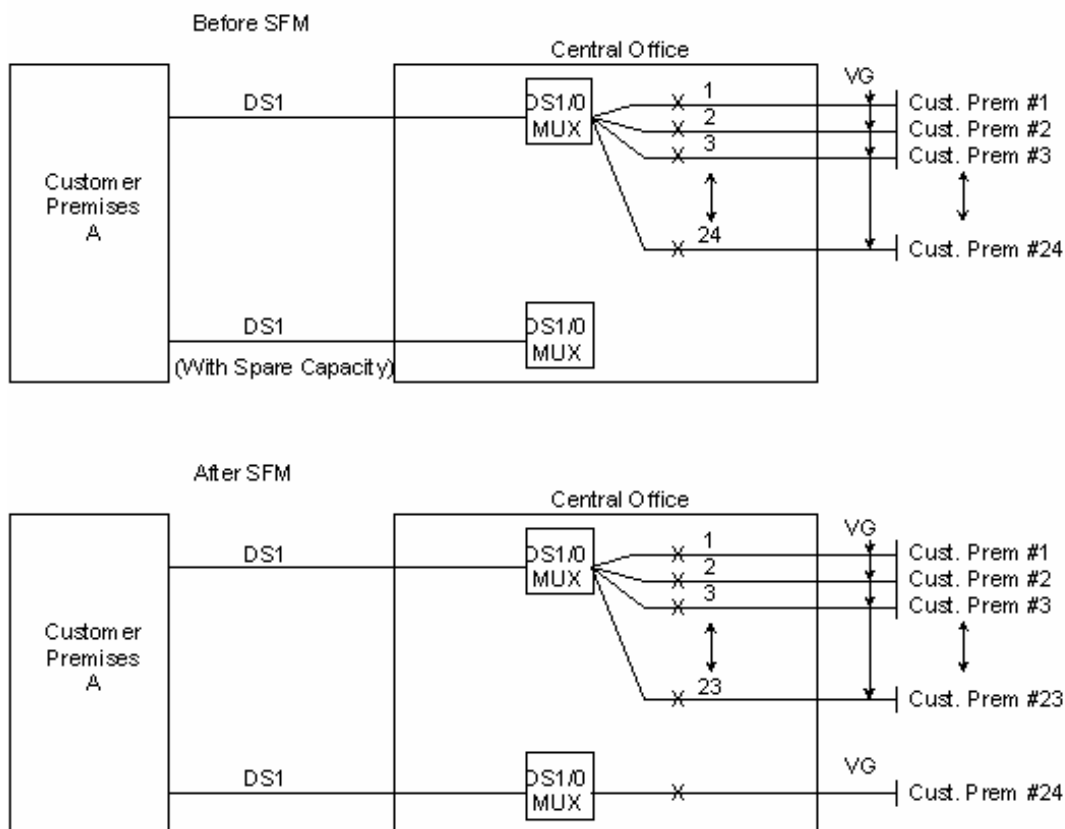 Before SFM
Central Office
VG
DS1
DS1/0
MUX
1
2
3
24
Cust. Prem #1
Cust. Prem #2
Cust. Prem #3
Cust. Prem #24
Customer
Premises
A
DS1
(With Spare Capacity)
DS1/0
MUX
After SFM
Central Office
VG
DS1
DS1/0
MUX
1
2
3
23
Cust. Prem #1
Cust. Prem #2
Cust. Prem #3
Cust. Prem #23
Customer
Premises
A
DS1
DS1/0
MUX
VG
Cust. Prem #24